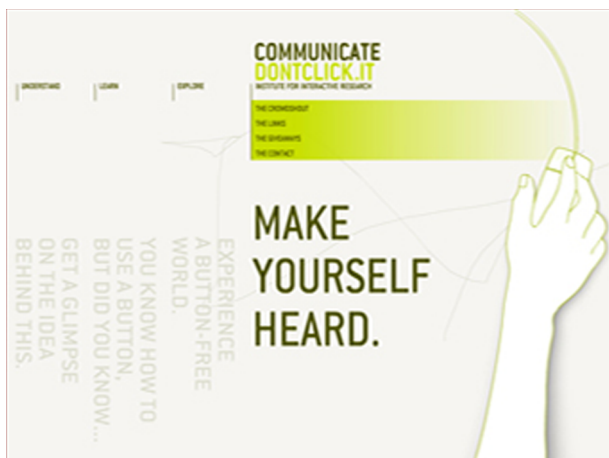 COMMUNICATE
DONTCLICK.IT
UNDERSTAND
LEARN
EXPLORE
INSTITUTE FOR INTERACTIVE RESEARCH
THE CROWDSHOUT
THE LINKS
THE GIVEAWAYS
THE CONTACT
GET A GLIMPSE
ON THE IDEA
BEHIND THIS.
YOU KNOW HOW TO
USE A BUTTON,
BUT DID YOU KNOW...
EXPERIENCE
A BUTTON-FREE
WORLD.
MAKE
YOURSELF
HEARD.